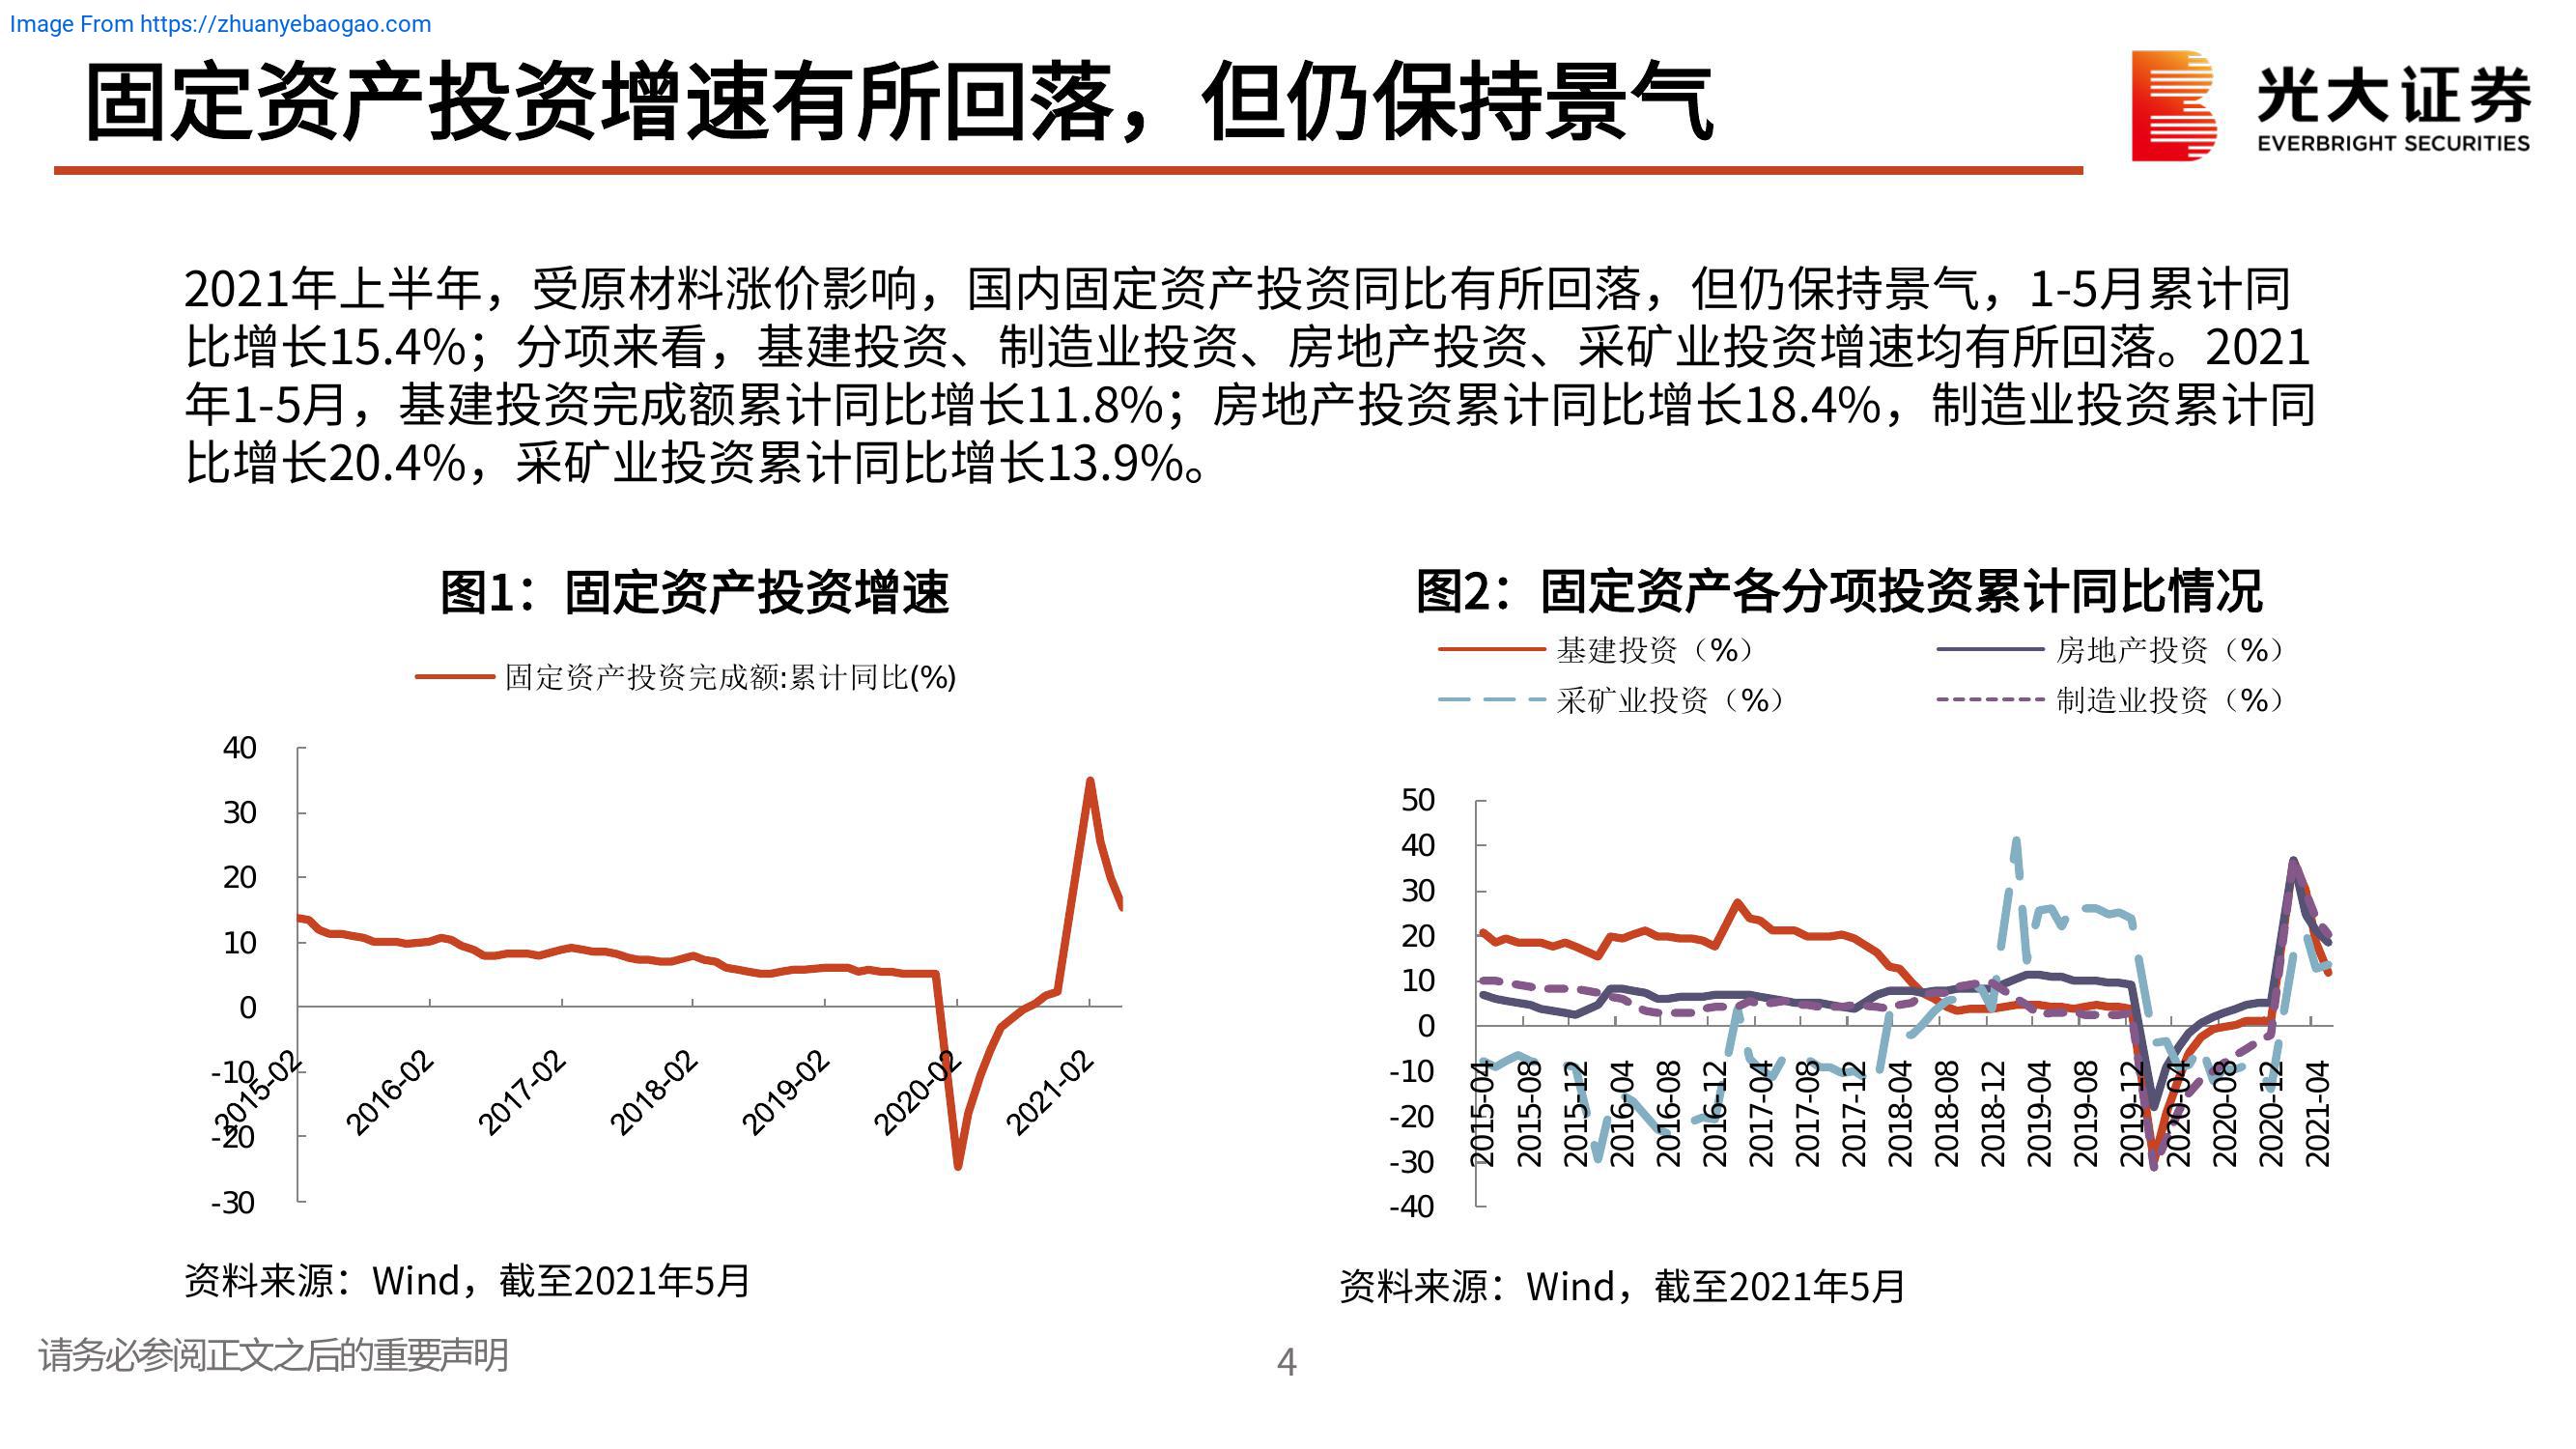 Image From https://zhuanyebaogao.com
固定资产投资增速有所回落，但仍保持景气
光大证券
EVERBRIGHT SECURITIES
2021年上半年，受原材料涨价影响，国内固定资产投资同比有所回落，但仍保持景气，1-5月累计同
比增长15.4%；分项来看，基建投资、制造业投资、房地产投资、采矿业投资增速均有所回落。2021
年1-5月，基建投资完成额累计同比增长11.8%；房地产投资累计同比增长18.4%，制造业投资累计同
比增长20.4%，采矿业投资累计同比增长13.9%。
图1：固定资产投资增速
固定资产投资完成额:累计同比(%)
40
30
20
10
0
-10
-20
-30
2015-02
2016-02
2017-02
2018-02
2019-02
2020-02
2021-02
资料来源：Wind，截至2021年5月
图2：固定资产各分项投资累计同比情况
基建投资（%）
房地产投资（%）
采矿业投资（%）
制造业投资（%）
50
40
30
20
10
0
-10
-20
-30
-40
2015-04
2015-08
2015-12
2016-04
2016-08
2016-12
2017-04
2017-08
2017-12
2018-04
2018-08
2018-12
2019-04
2019-08
2019-12
2020-04
2020-08
2020-12
2021-04
资料来源：Wind，截至2021年5月
请务必参阅正文之后的重要声明
4